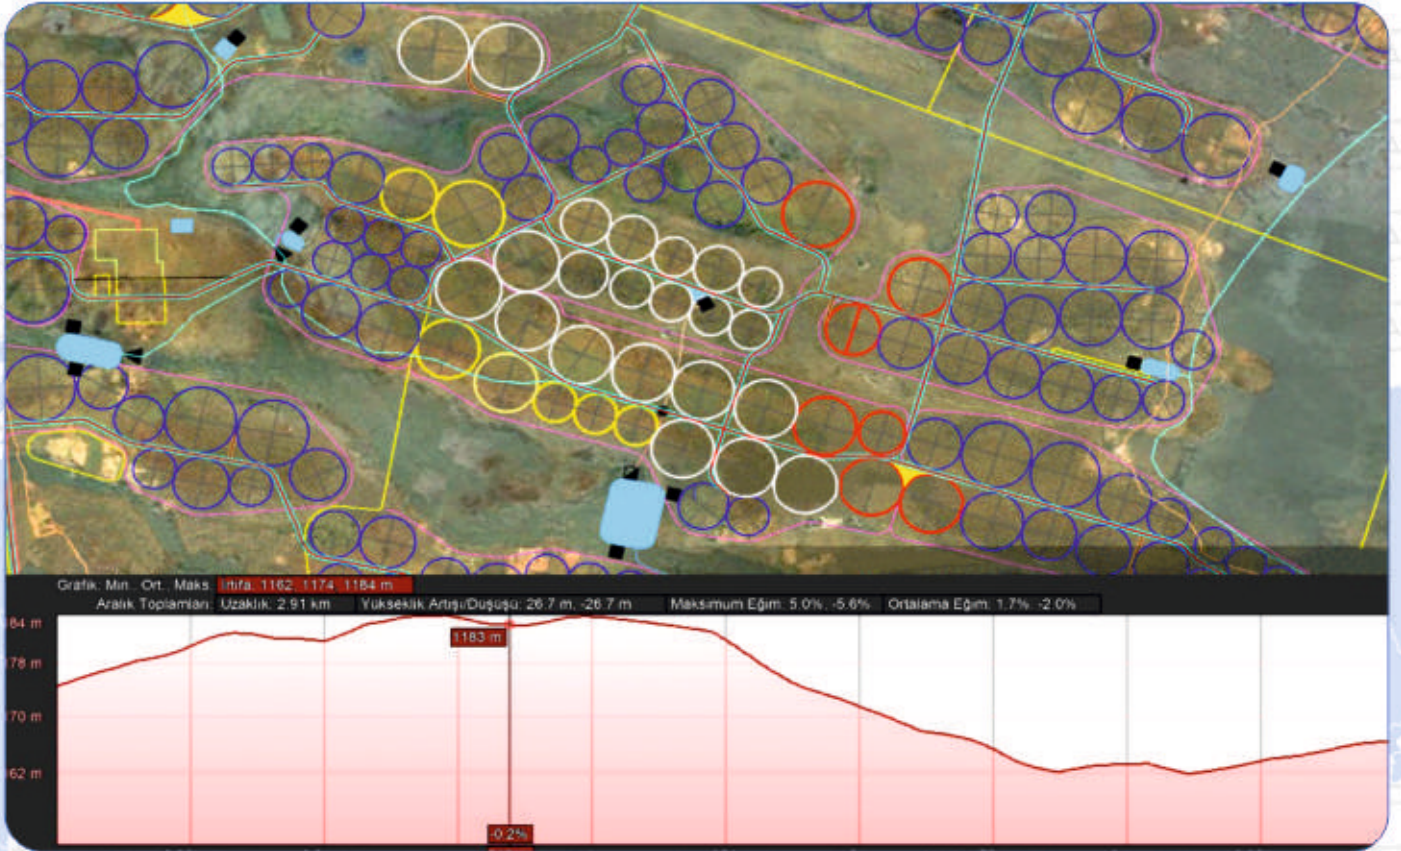 Grafik: Min., Ort., Maks. İrtifa: 1162, 1174, 1184 m
Aralık Toplamları: Uzaklık: 2.91 km Yükseklik Artışı/Düşüşü: 26.7 m, -26.7 m Maksimum Eğim: 5.0%, -5.6% Ortalama Eğim: 1.7%, -2.0%
84 m
1183 m
78 m
70 m
62 m
-0.2%